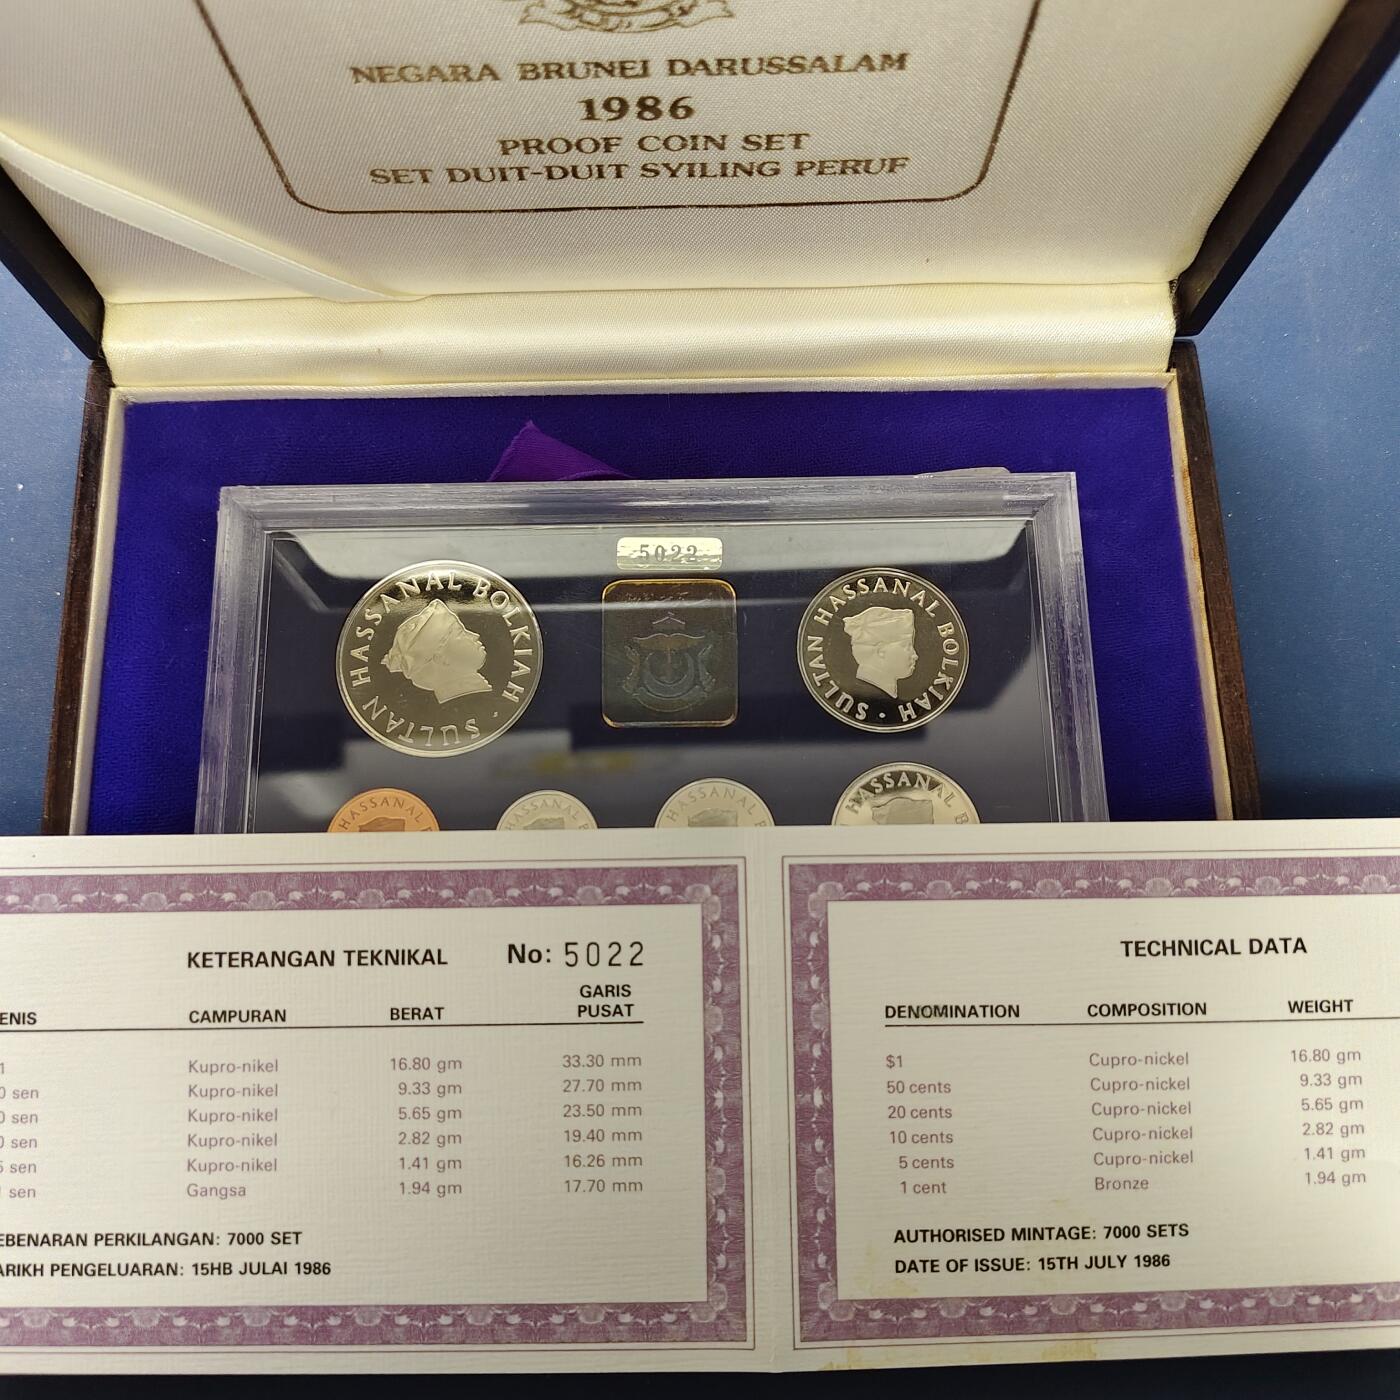 NEGARA BRUNEI DARUSSALAM
1986
PROOF COIN SET
SET DUIT-DUIT SYILING PERUF
5022
SULTAN HASSANAL BOLKIAH
SULTAN HASSANAL BOLKIAH
HASSANAL
HASSANAL
HASSANAL B
HASSANAL B
KETERANGAN TEKNIKAL No: 5022
CAMPURAN BERAT GARIS PUSAT
Kupro-nikel 16.80 gm 33.30 mm
sen Kupro-nikel 9.33 gm 27.70 mm
sen Kupro-nikel 5.65 gm 23.50 mm
sen Kupro-nikel 2.82 gm 19.40 mm
sen Kupro-nikel 1.41 gm 16.26 mm
sen Gangsa 1.94 gm 17.70 mm
EBENARAN PERKILANGAN: 7000 SET
ARIKH PENGELUARAN: 15HB JULAI 1986
TECHNICAL DATA
DENOMINATION COMPOSITION WEIGHT
$1 Cupro-nickel 16.80 gm
50 cents Cupro-nickel 9.33 gm
20 cents Cupro-nickel 5.65 gm
10 cents Cupro-nickel 2.82 gm
5 cents Cupro-nickel 1.41 gm
1 cent Bronze 1.94 gm
AUTHORISED MINTAGE: 7000 SETS
DATE OF ISSUE: 15TH JULY 1986